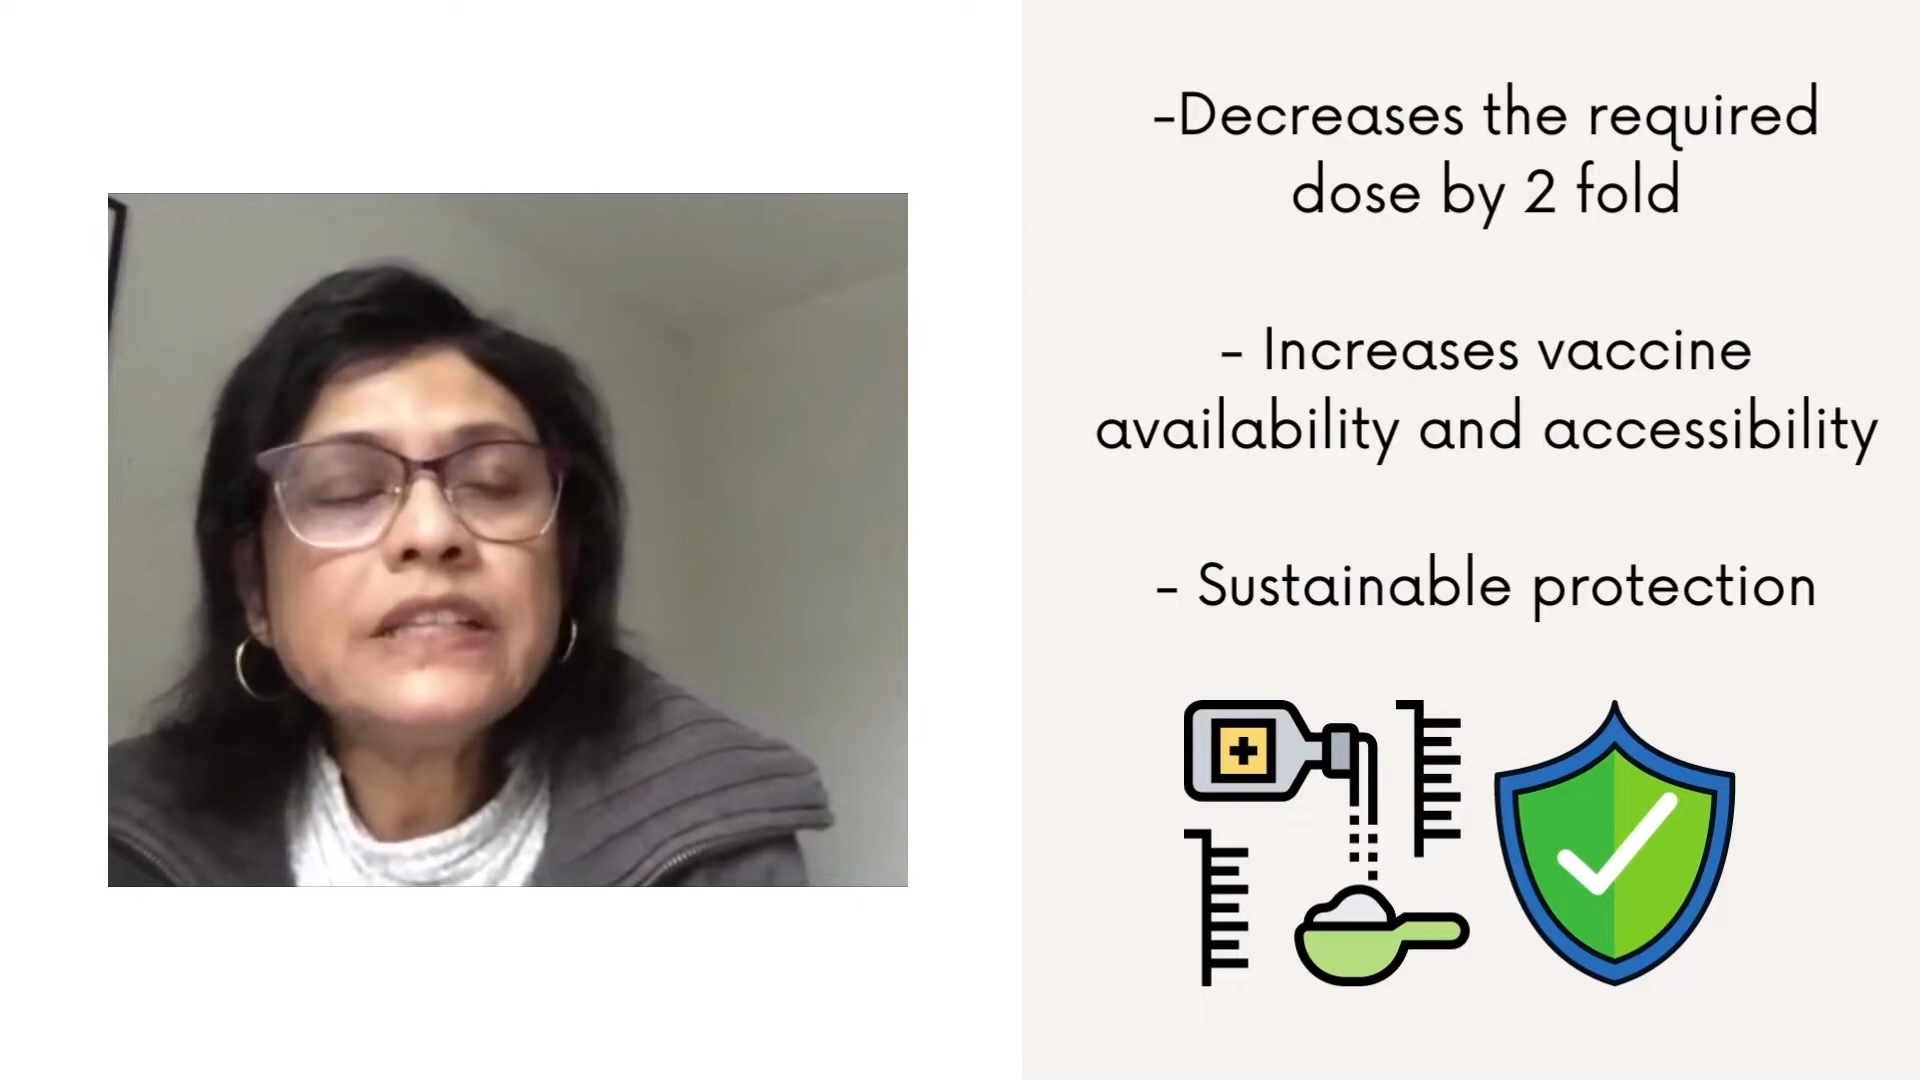 -Decreases the required
dose by 2 fold
- Increases vaccine
availability and accessibility
- Sustainable protection